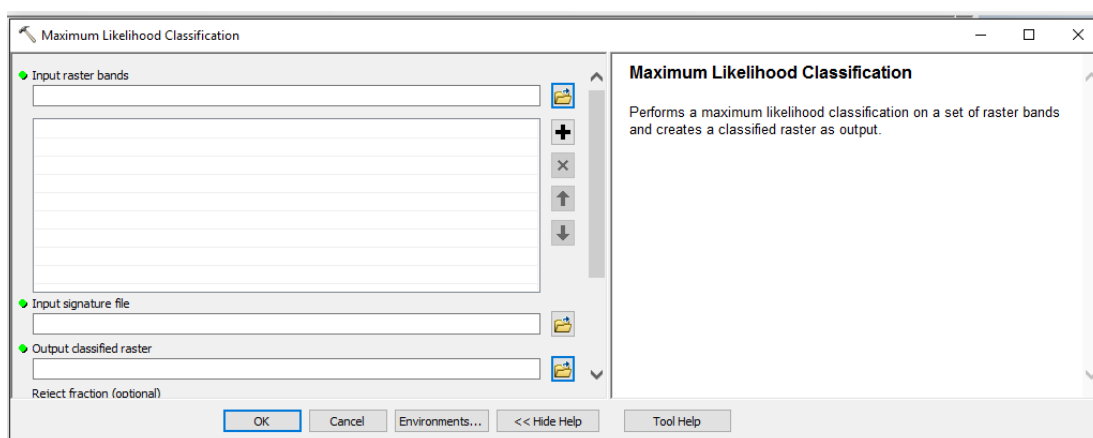 Maximum Likelihood Classification
Input raster bands
Input signature file
Output classified raster
Reject fraction (optional)
Maximum Likelihood Classification
Performs a maximum likelihood classification on a set of raster bands
and creates a classified raster as output.
OK
Cancel
Environments...
<< Hide Help
Tool Help